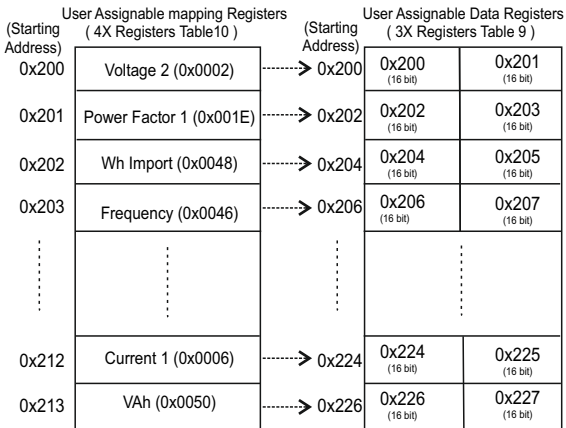 User Assignable mapping Registers
( 4X Registers Table10 )
User Assignable Data Registers
( 3X Registers Table 9 )
(Starting
Address)
(Starting
Address)
0x200 Voltage 2 (0x0002) 0x200 0x200 (16 bit) 0x201 (16 bit)
0x201 Power Factor 1 (0x001E) 0x202 0x202 (16 bit) 0x203 (16 bit)
0x202 Wh Import (0x0048) 0x204 0x204 (16 bit) 0x205 (16 bit)
0x203 Frequency (0x0046) 0x206 0x206 (16 bit) 0x207 (16 bit)
0x212 Current 1 (0x0006) 0x224 0x224 (16 bit) 0x225 (16 bit)
0x213 VAh (0x0050) 0x226 0x226 (16 bit) 0x227 (16 bit)